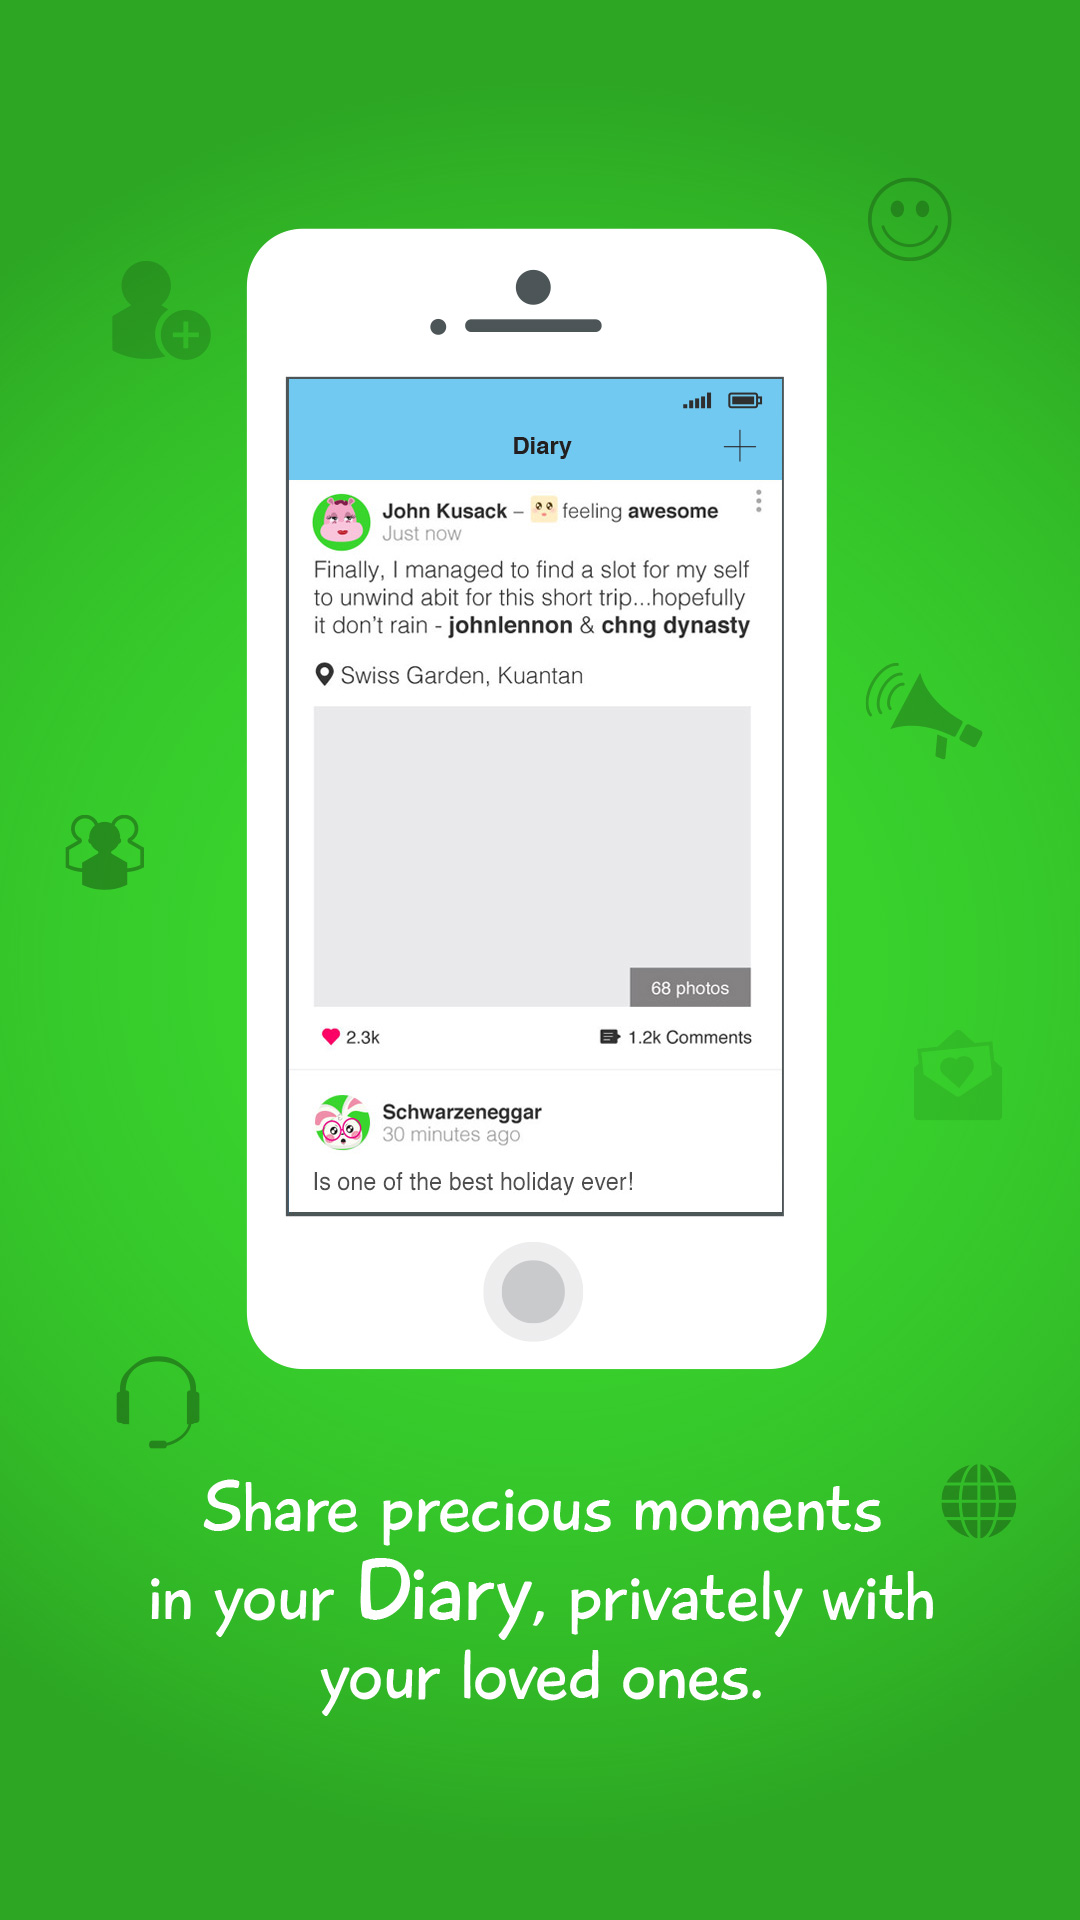 Diary
John Kusack – feeling awesome
Just now
Finally, I managed to find a slot for my self
to unwind abit for this short trip...hopefully
it don't rain - johnlennon & chng dynasty
Swiss Garden, Kuantan
68 photos
2.3k
1.2k Comments
Schwarzeneggar
30 minutes ago
Is one of the best holiday ever!
Share precious moments
in your Diary, privately with
your loved ones.